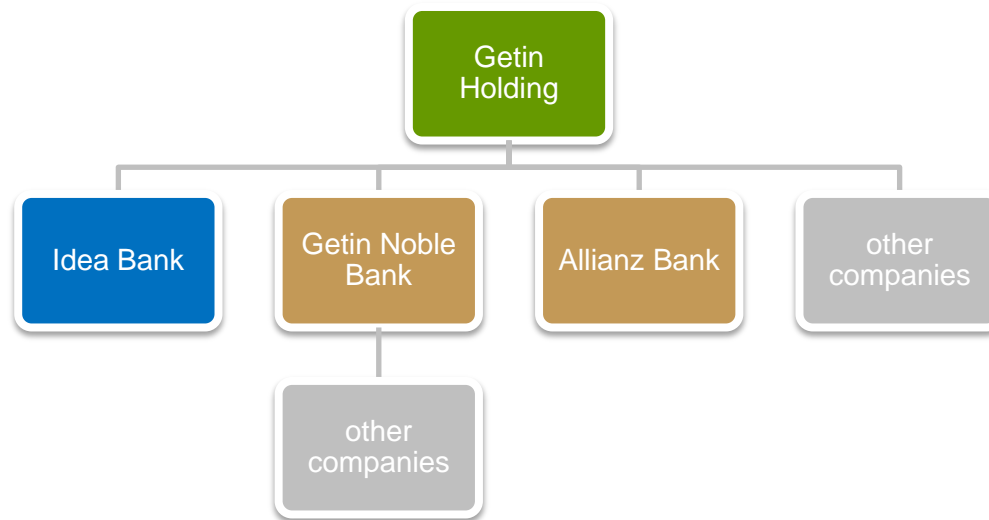 Getin
Holding
Idea Bank
Getin Noble
Bank
Allianz Bank
other
companies
other
companies